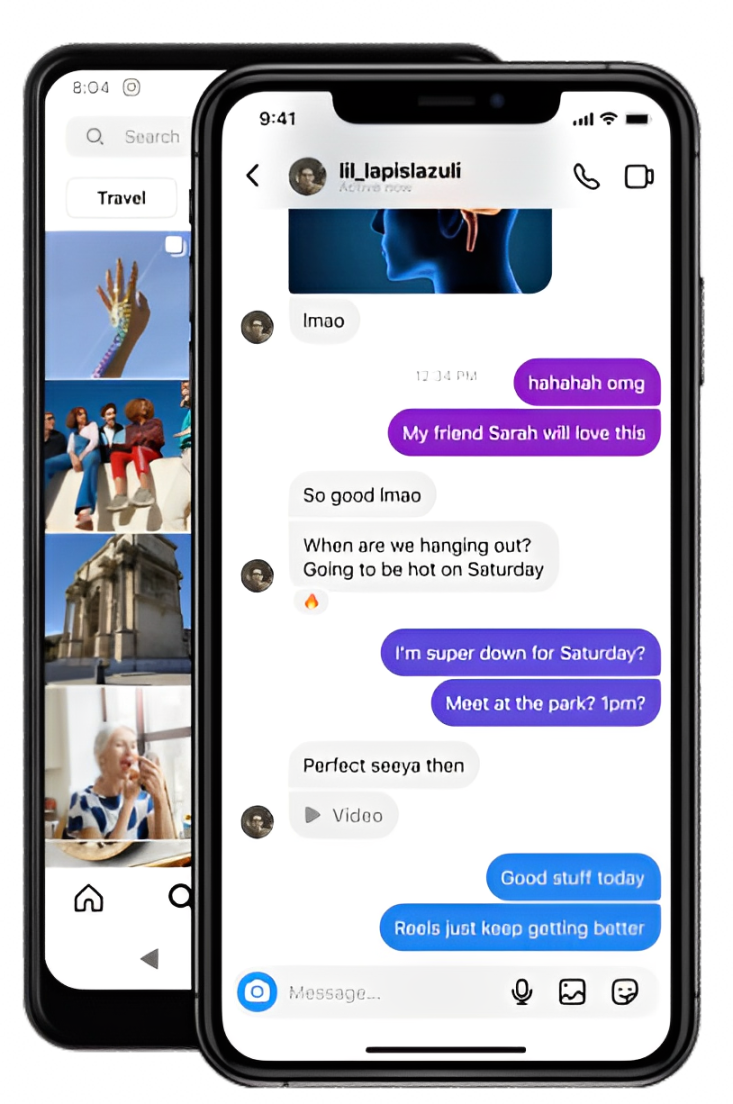 8:04
Search
Travel
9:41
lil_lapislazuli
Active now
lmao
12:34 PM
hahahah omg
My friend Sarah will love this
So good lmao
When are we hanging out?
Going to be hot on Saturday
I'm super down for Saturday?
Meet at the park? 1pm?
Perfect seeya then
Video
Good stuff today
Reels just keep getting better
Message...